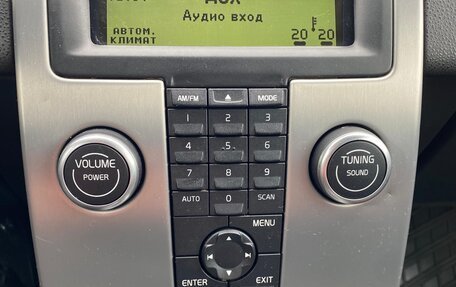 Аудио вход
АВТОМ.
КЛИМАТ
20 20
AM/FM
MODE
1 2 3
4 5 6
7 8 9
AUTO 0 SCAN
VOLUME
POWER
TUNING
SOUND
MENU
ENTER EXIT